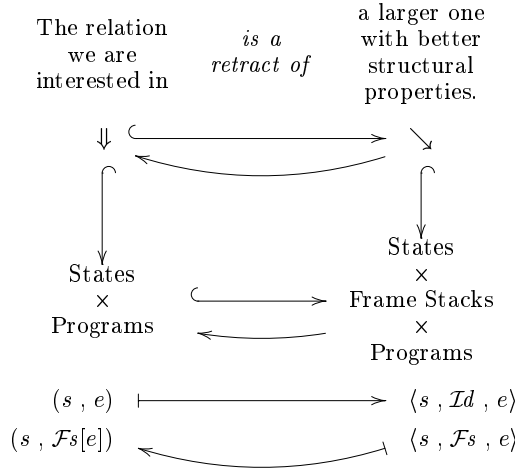 The relation
we are
interested in
is a
retract of
a larger one
with better
structural
properties.
⇓
↘
States
×
Programs
States
×
Frame Stacks
×
Programs
(s , e)
⟨s , Id , e⟩
(s , Fs[e])
⟨s , Fs , e⟩